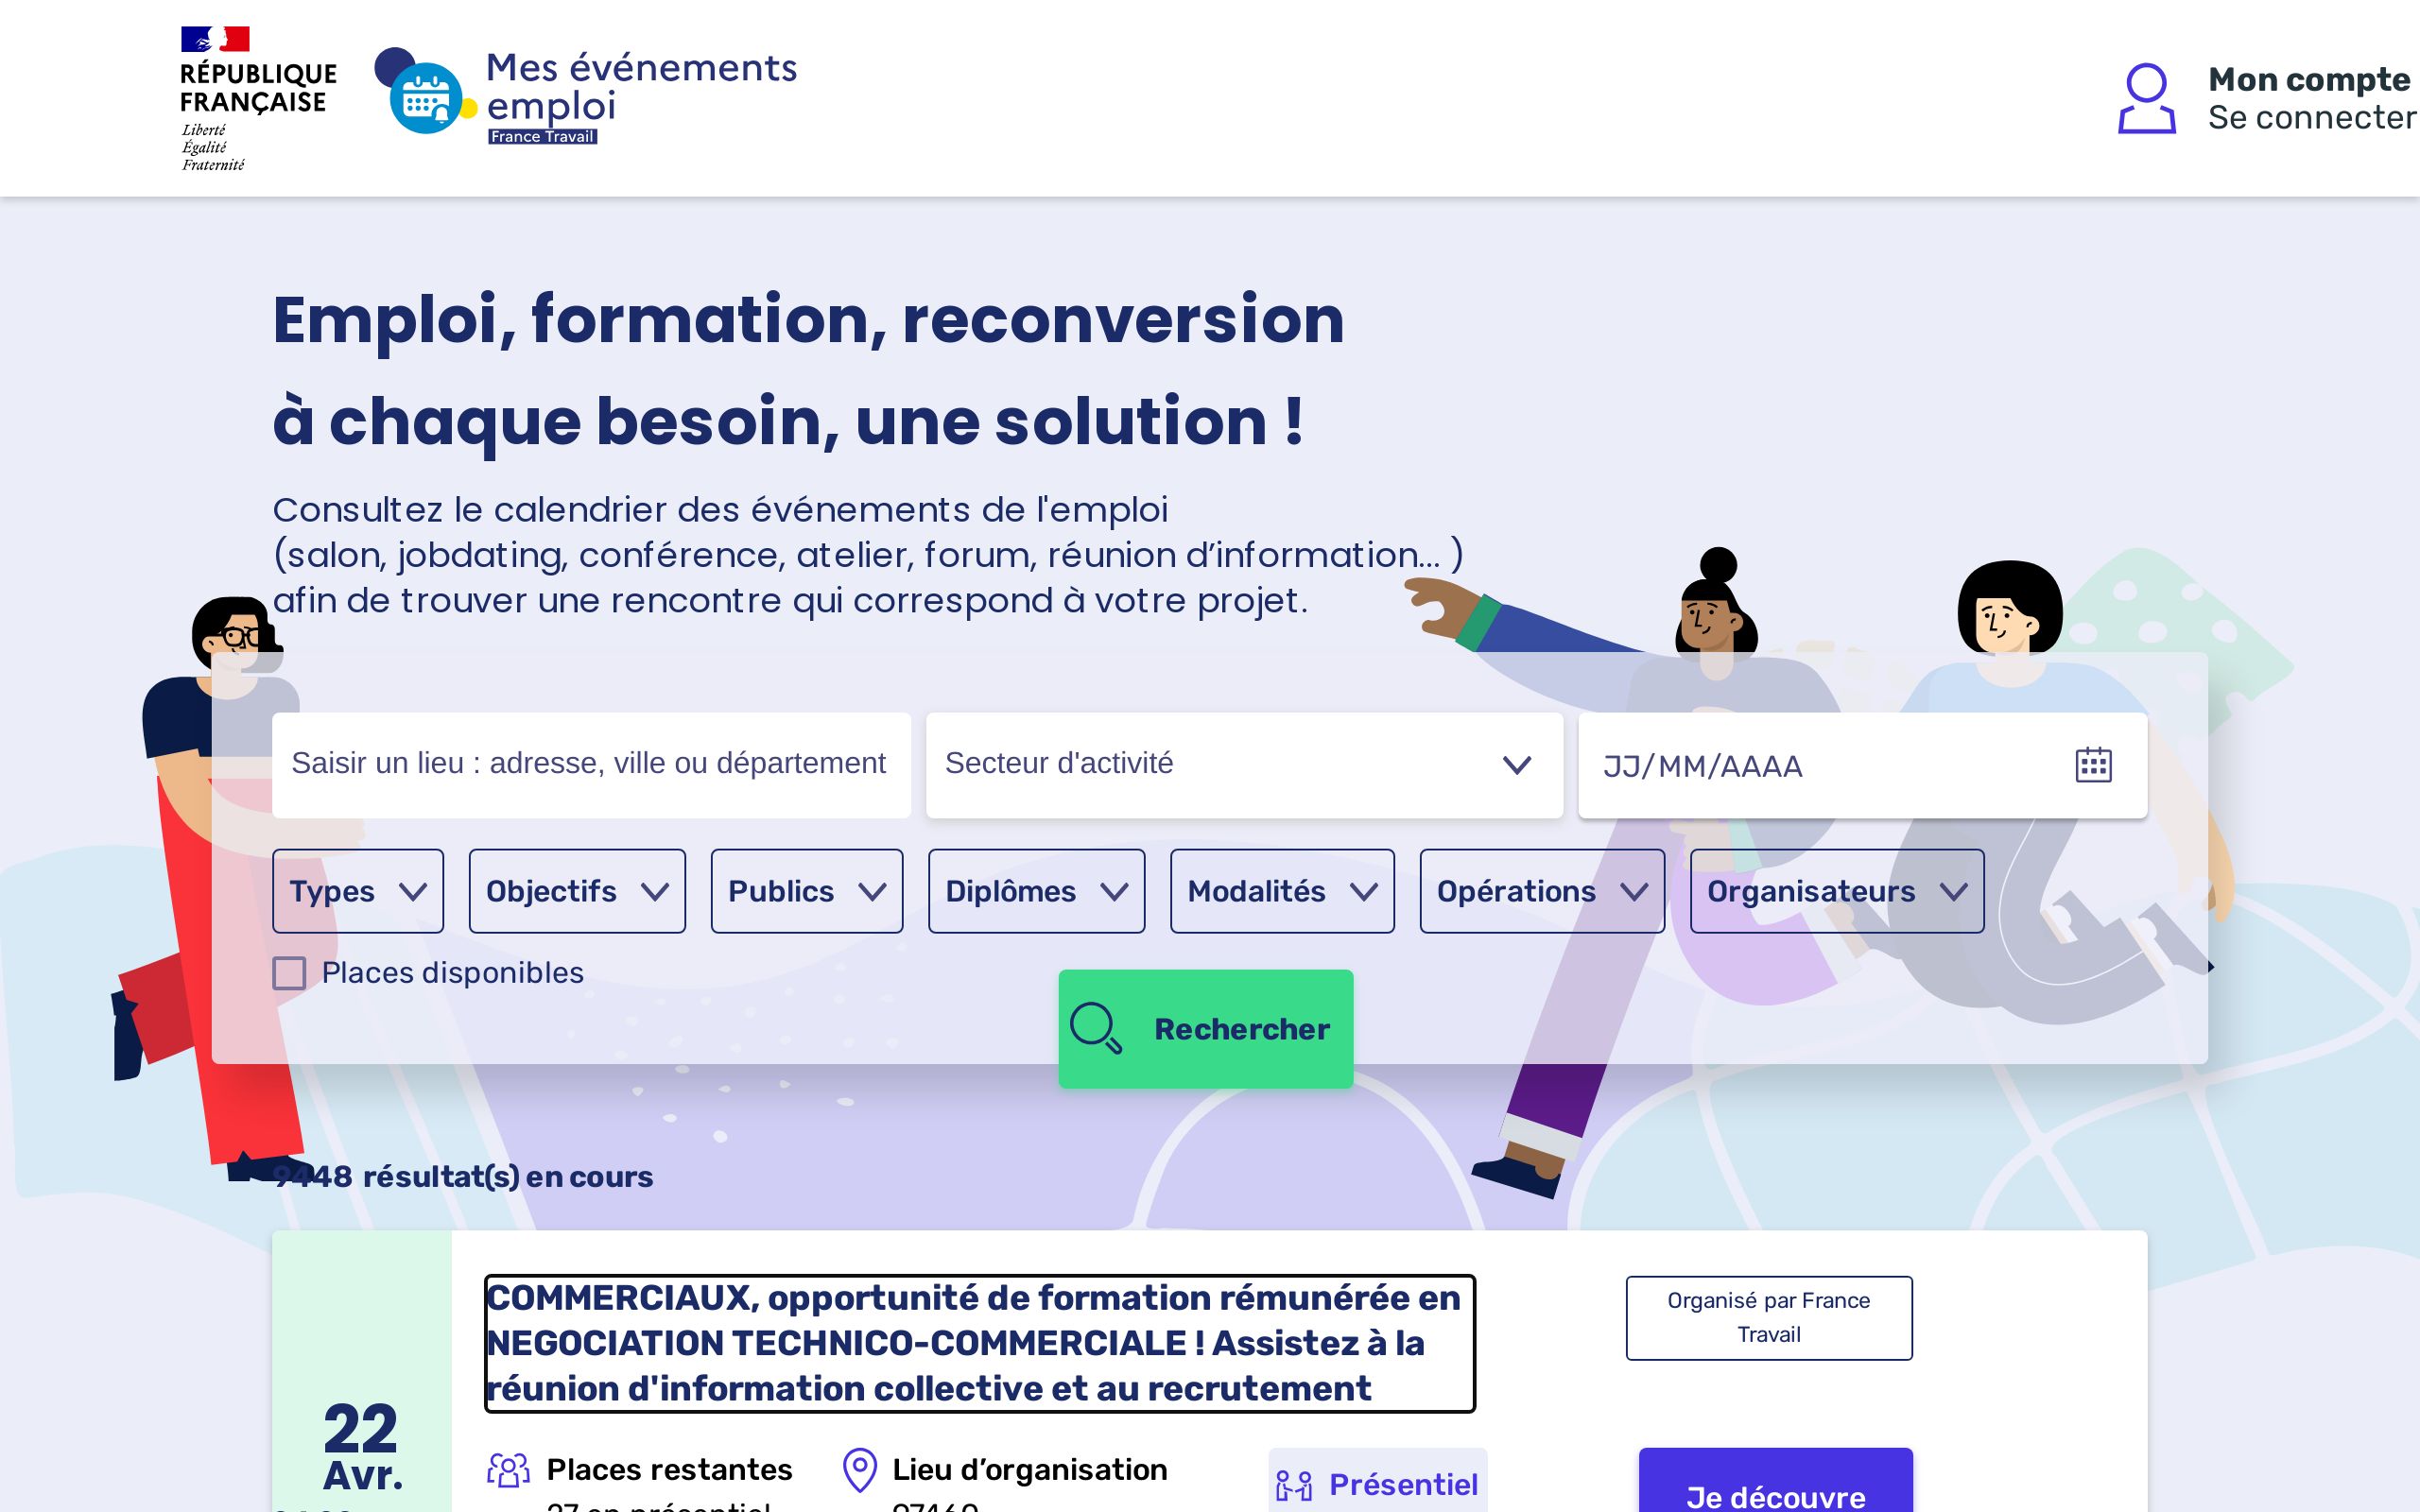 RÉPUBLIQUE
FRANÇAISE
Liberté
Égalité
Fraternité
Mes événements
emploi
France Travail
Mon compte
Se connecter
Emploi, formation, reconversion
à chaque besoin, une solution !
Consultez le calendrier des événements de l'emploi
(salon, jobdating, conférence, atelier, forum, réunion d’information... )
afin de trouver une rencontre qui correspond à votre projet.
Saisir un lieu : adresse, ville ou département
Secteur d'activité
JJ/MM/AAAA
Types
Objectifs
Publics
Diplômes
Modalités
Opérations
Organisateurs
Places disponibles
Rechercher
9448 résultat(s) en cours
22
Avr.
COMMERCIAUX, opportunité de formation rémunérée en
NEGOCIATION TECHNICO-COMMERCIALE ! Assistez à la
réunion d'information collective et au recrutement
Organisé par France
Travail
Places restantes
27 en présentiel
Lieu d’organisation
97460
Présentiel
Je découvre